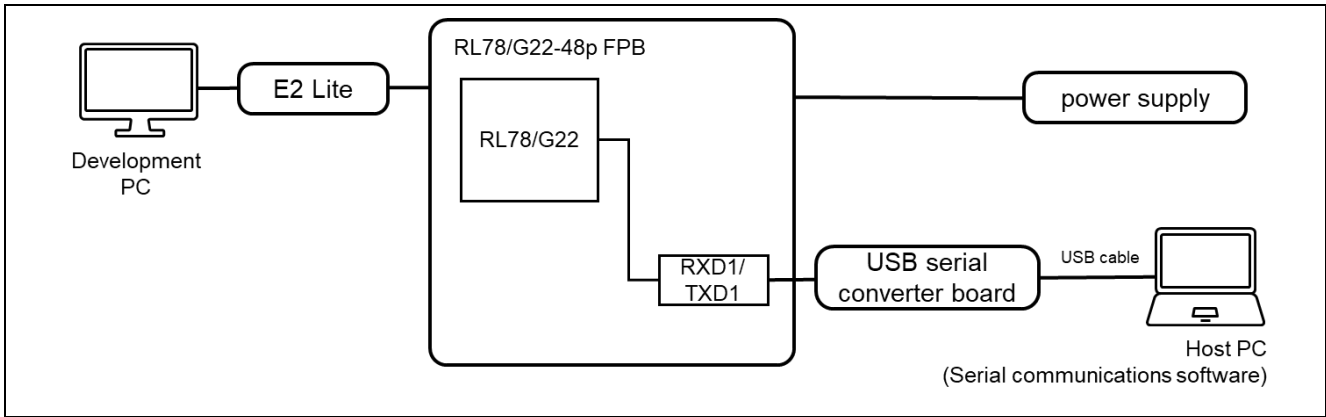 RL78/G22-48p FPB
E2 Lite
power supply
RL78/G22
Development
PC
RXD1/
TXD1
USB serial
converter board
USB cable
Host PC
(Serial communications software)